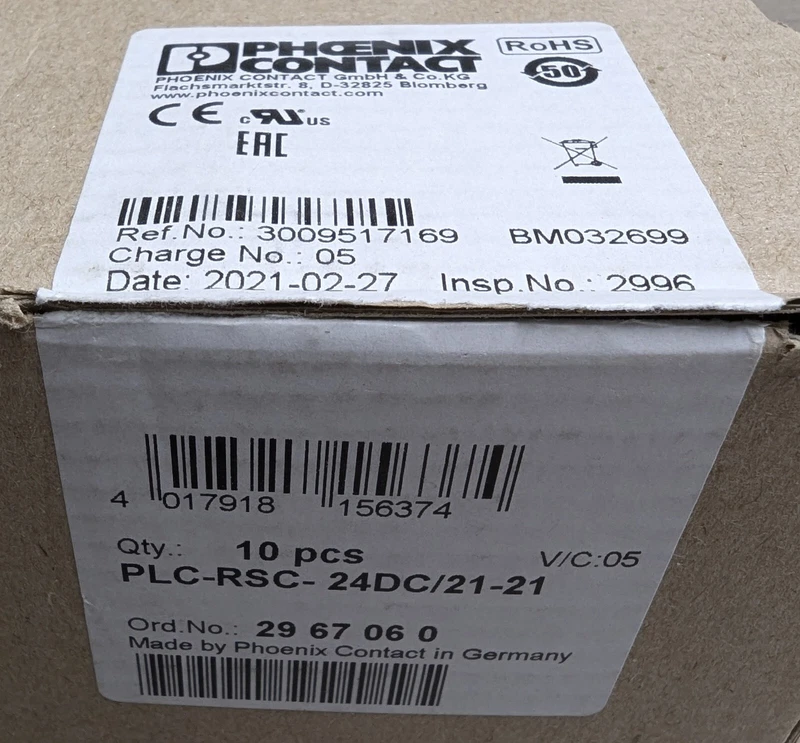 PHŒNIX
CONTACT
RoHS
50
PHOENIX CONTACT GmbH & Co.KG
Flachsmarktstr. 8, D-32825 Blomberg
www.phoenixcontact.com
CE c RU US
EAC
Ref.No.: 3009517169 BM032699
Charge No.: 05
Date: 2021-02-27 Insp.No.: 2996
4 017918 156374
Qty.: 10 pcs V/C:05
PLC-RSC- 24DC/21-21
Ord.No.: 29 67 06 0
Made by Phoenix Contact in Germany